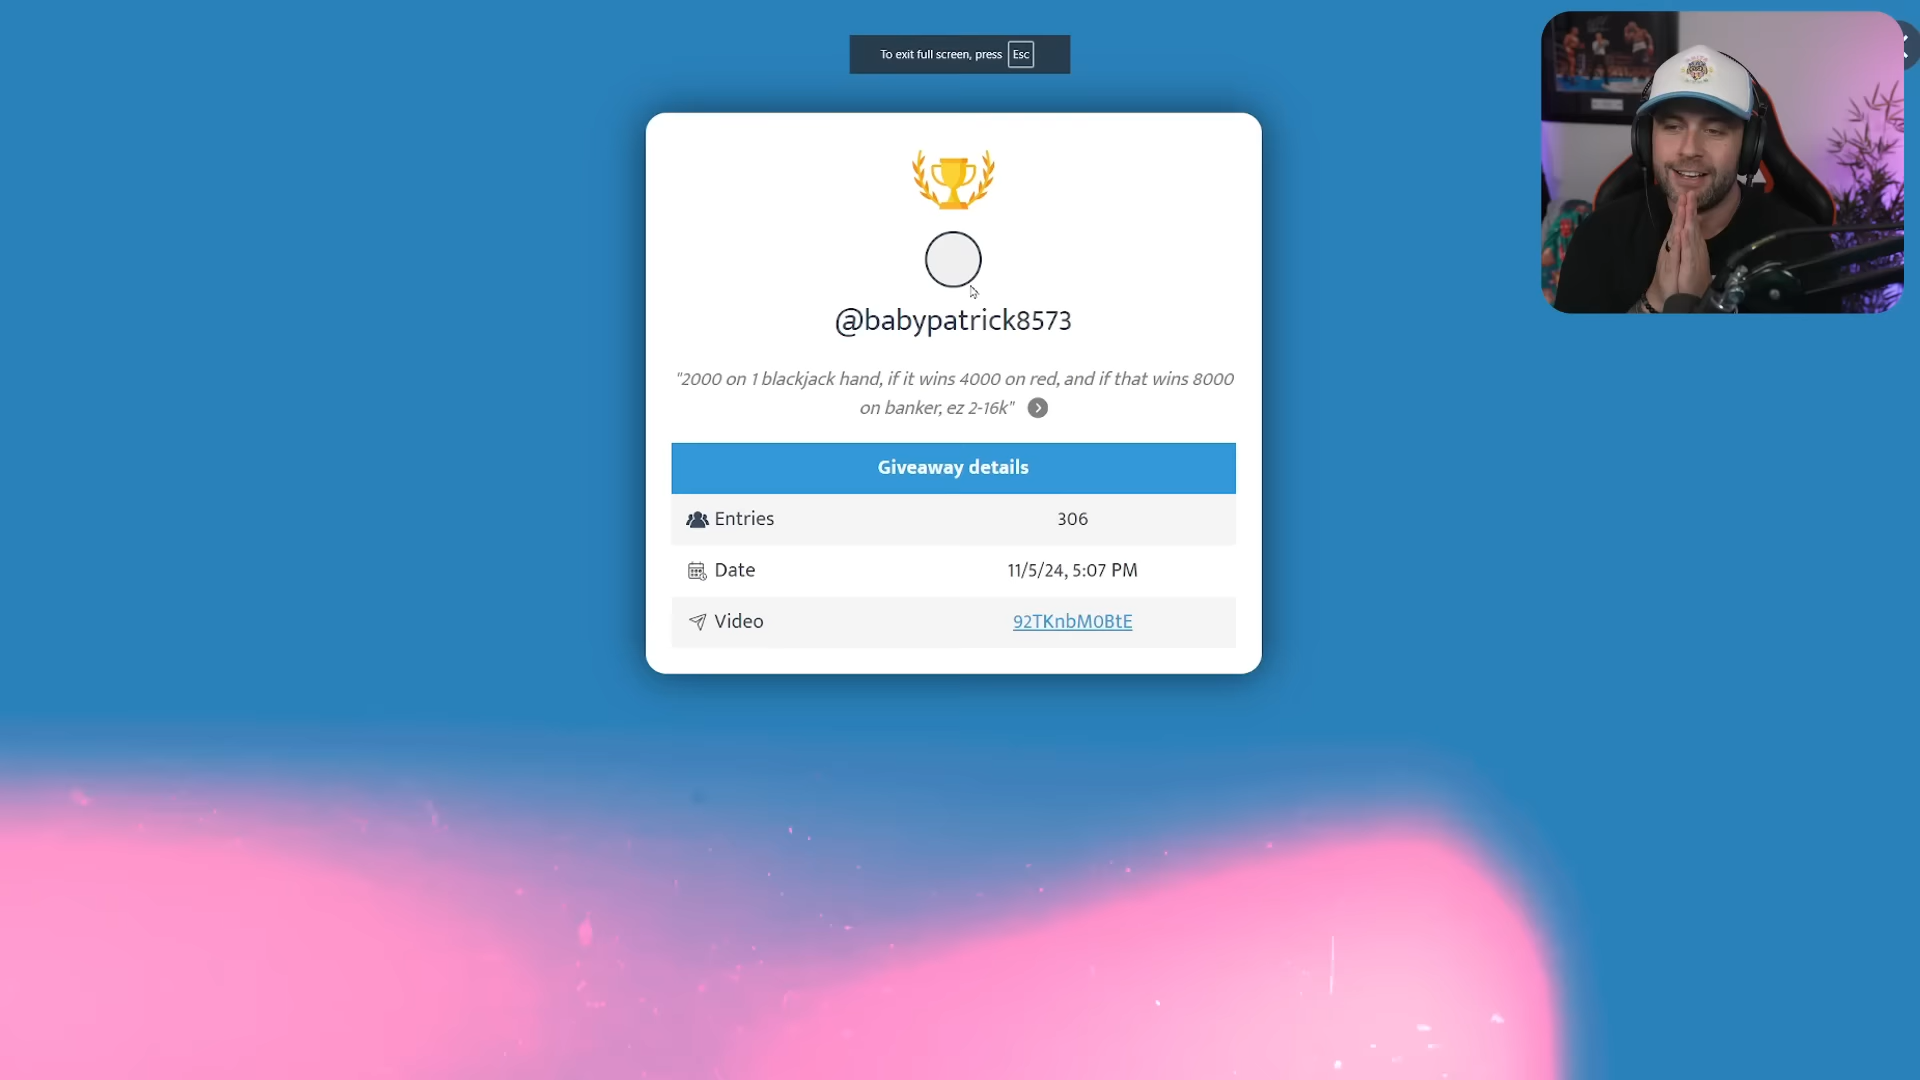 To exit full screen, press Esc
@babypatrick8573
"2000 on 1 blackjack hand, if it wins 4000 on red, and if that wins 8000
on banker, ez 2-16k"
Giveaway details
Entries 306
Date 11/5/24, 5:07 PM
Video 92TKnbM0BtE